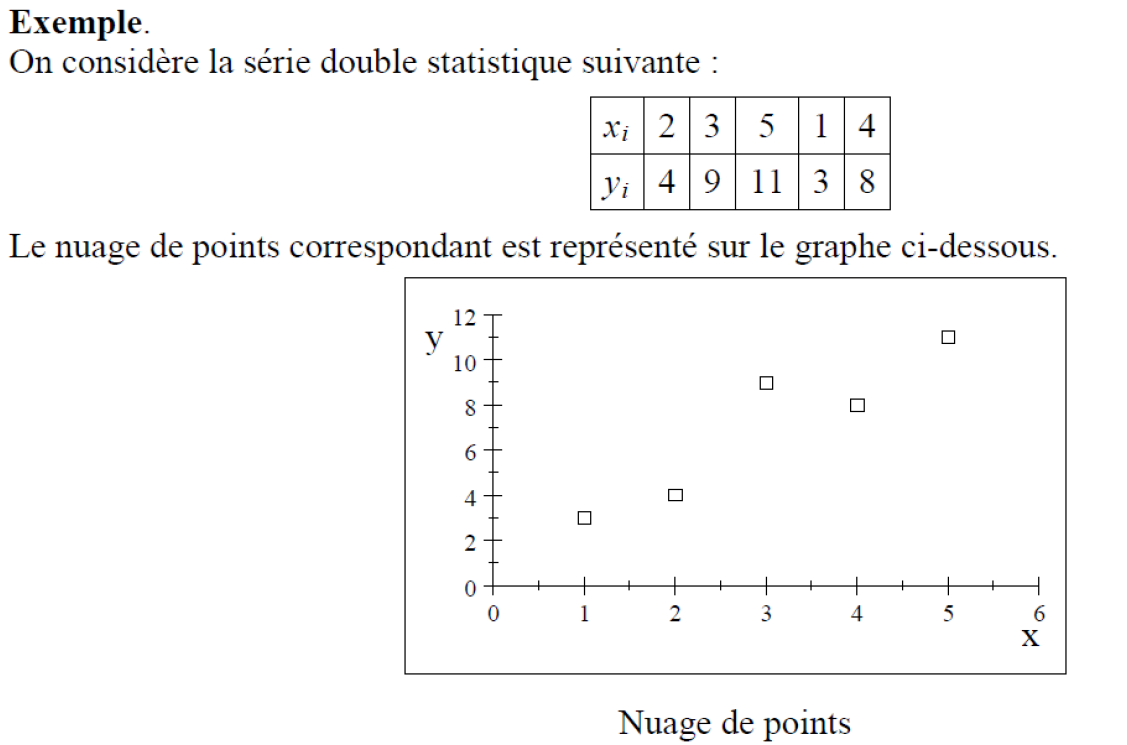 Exemple.
On considère la série double statistique suivante :
xi 2 3 5 1 4
yi 4 9 11 3 8
Le nuage de points correspondant est représenté sur le graphe ci-dessous.
12
y
10
8
6
4
2
0
0 1 2 3 4 5 6
x
Nuage de points